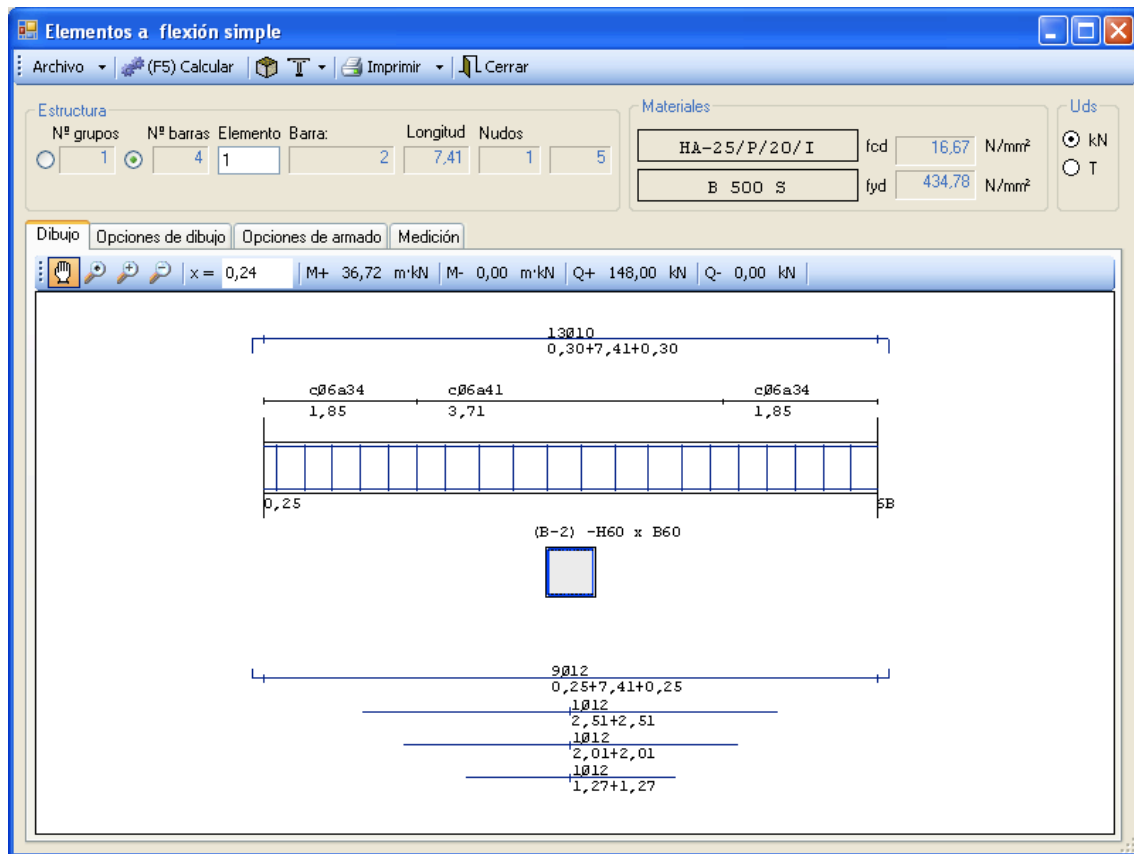 Elementos a  flexión simple
Archivo (F5) Calcular T Imprimir Cerrar
Estructura Materiales Uds
Nº grupos Nº barras Elemento Barra: Longitud Nudos
1 4 1 2 7,41 1 5
HA-25/P/20/I fcd 16,67 N/mm² kN
B 500 S fyd 434,78 N/mm² T
Dibujo Opciones de dibujo Opciones de armado Medición
x = 0,24 M+ 36,72 m·kN M- 0,00 m·kN Q+ 148,00 kN Q- 0,00 kN
13Ø10
0,30+7,41+0,30
cØ6a34 cØ6a41 cØ6a34
1,85 3,71 1,85
0,25
(B-2) -H60 x B60
9Ø12
0,25+7,41+0,25
1Ø12
2,51+2,51
1Ø12
2,01+2,01
1Ø12
1,27+1,27